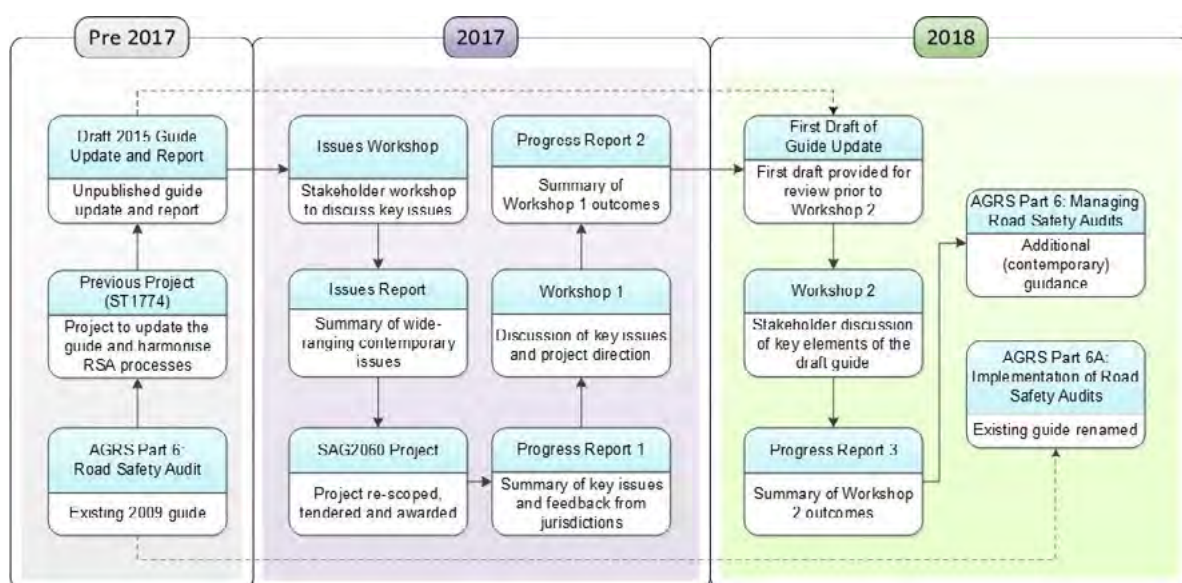 Pre 2017
2017
2018
Draft 2015 Guide
Update and Report
Unpublished guide
update and report
Previous Project
(ST1774)
Project to update the
guide and harmonise
RSA processes
AGRS Part 6:
Road Safety Audit
Existing 2009 guide
Issues Workshop
Stakeholder workshop
to discuss key issues
Issues Report
Summary of wide-
ranging contemporary
issues
SAG2060 Project
Project re-scoped,
tendered and awarded
Progress Report 2
Summary of
Workshop 1 outcomes
Workshop 1
Discussion of key issues
and project direction
Progress Report 1
Summary of key issues
and feedback from
jurisdictions
First Draft of
Guide Update
First draft provided for
review prior to
Workshop 2
Workshop 2
Stakeholder discussion
of key elements of the
draft guide
Progress Report 3
Summary of Workshop
2 outcomes
AGRS Part 6: Managing
Road Safety Audits
Additional
(contemporary)
guidance
AGRS Part 6A:
Implementation of Road
Safety Audits
Existing guide renamed